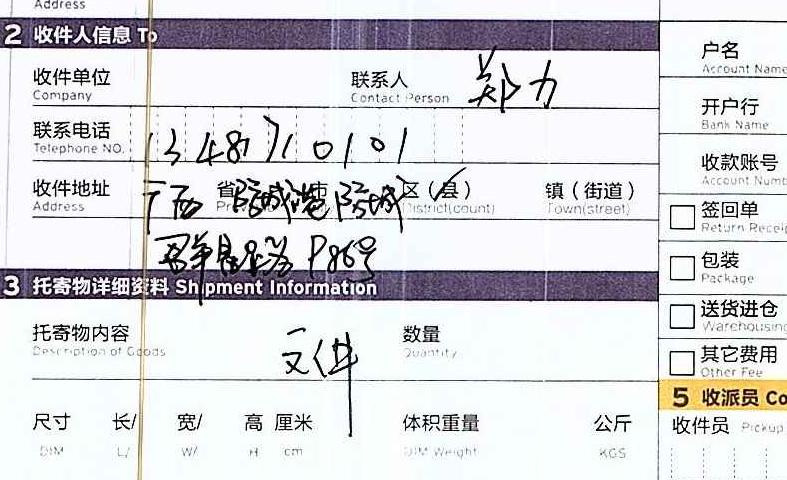 Address
2 收件人信息 To
收件单位
Company
联系人 郑力
Contact Person
联系电话 13487710101
Telephone NO.
收件地址 广西 省 防城港 市 防城 区(县) 镇(街道)
Address District(count) Town(street)
P86号
3 托寄物详细资料 Shipment Information
托寄物内容 文件
Description of Goods
数量
Quantity
尺寸 长/ 宽/ 高 厘米 体积重量 公斤
DIM L/ W/ H cm DIM Weight KGS
户名
Account Name
开户行
Bank Name
收款账号
Account Numb
签回单
Return Receip
包装
Package
送货进仓
Warehousing
其它费用
Other Fee
5 收派员 Co
收件员 Pickup